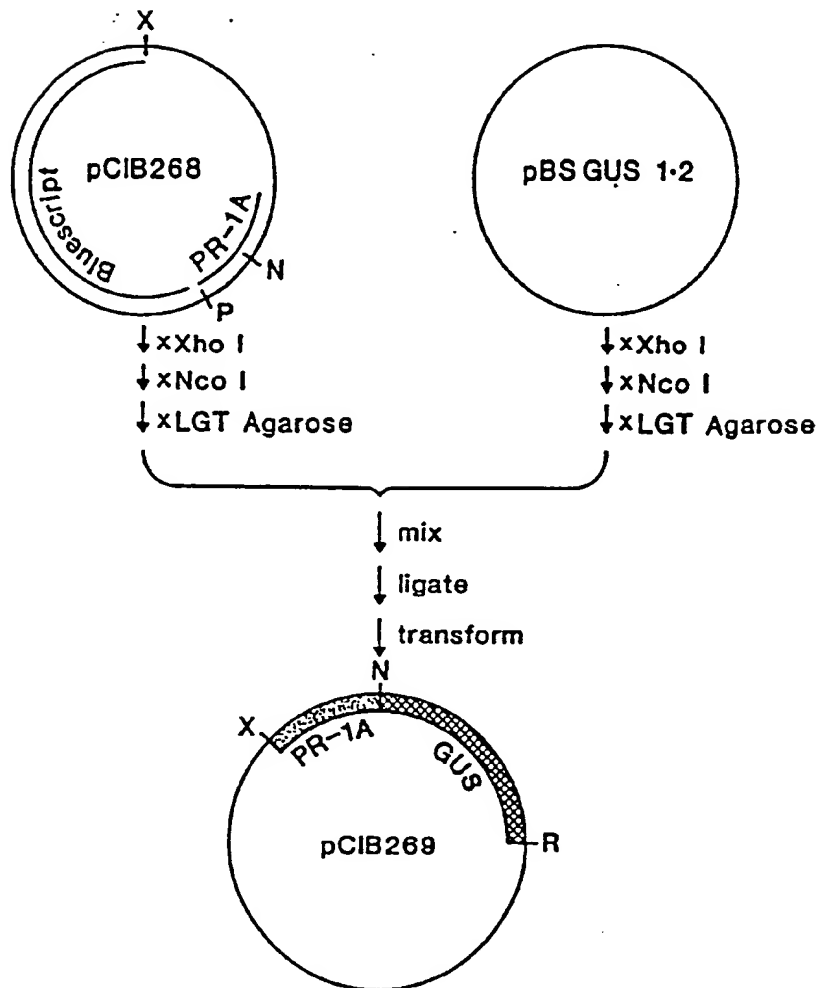 X
pCIB268
Bluescript
PR-1A
N
P
pBS GUS 1·2
xXho I
xNco I
xLGT Agarose
xXho I
xNco I
xLGT Agarose
mix
ligate
transform
N
X
PR-1A
GUS
R
pCIB269